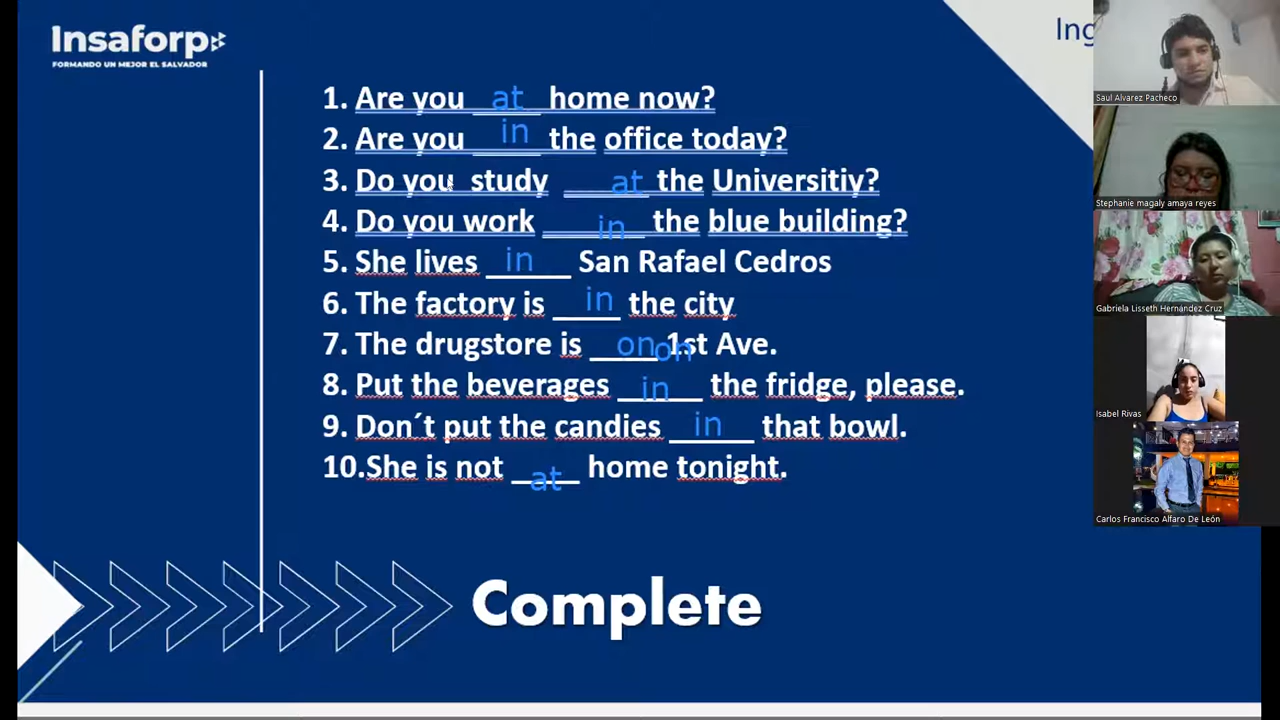 Insaforp
FORMANDO UN MEJOR EL SALVADOR
Ing
1. Are you at home now?
2. Are you in the office today?
3. Do you study at the Universitiy?
4. Do you work in the blue building?
5. She lives in San Rafael Cedros
6. The factory is in the city
7. The drugstore is on on 1st Ave.
8. Put the beverages in the fridge, please.
9. Don´t put the candies in that bowl.
10.She is not at home tonight.
Complete
Saul Alvarez Pacheco
Stephanie magaly amaya reyes
Gabriela Lisseth Hernández Cruz
Isabel Rivas
Carlos Francisco Alfaro De León